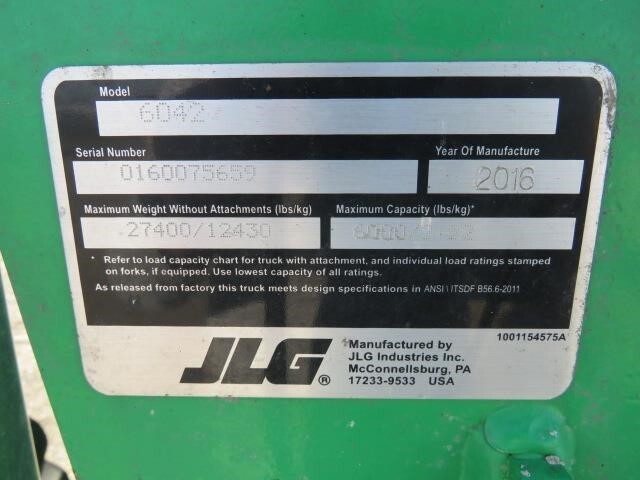 Model
6042
Serial Number
Year Of Manufacture
0160075659
2016
Maximum Weight Without Attachments (lbs/kg)
Maximum Capacity (lbs/kg)*
27400/12430
* Refer to load capacity chart for truck with attachment, and individual load ratings stamped
on forks, if equipped. Use lowest capacity of all ratings.
As released from factory this truck meets design specifications in ANSI \ ITSDF B56.6-2011
1001154575A
JLG®
Manufactured by
JLG Industries Inc.
McConnellsburg, PA
17233-9533 USA